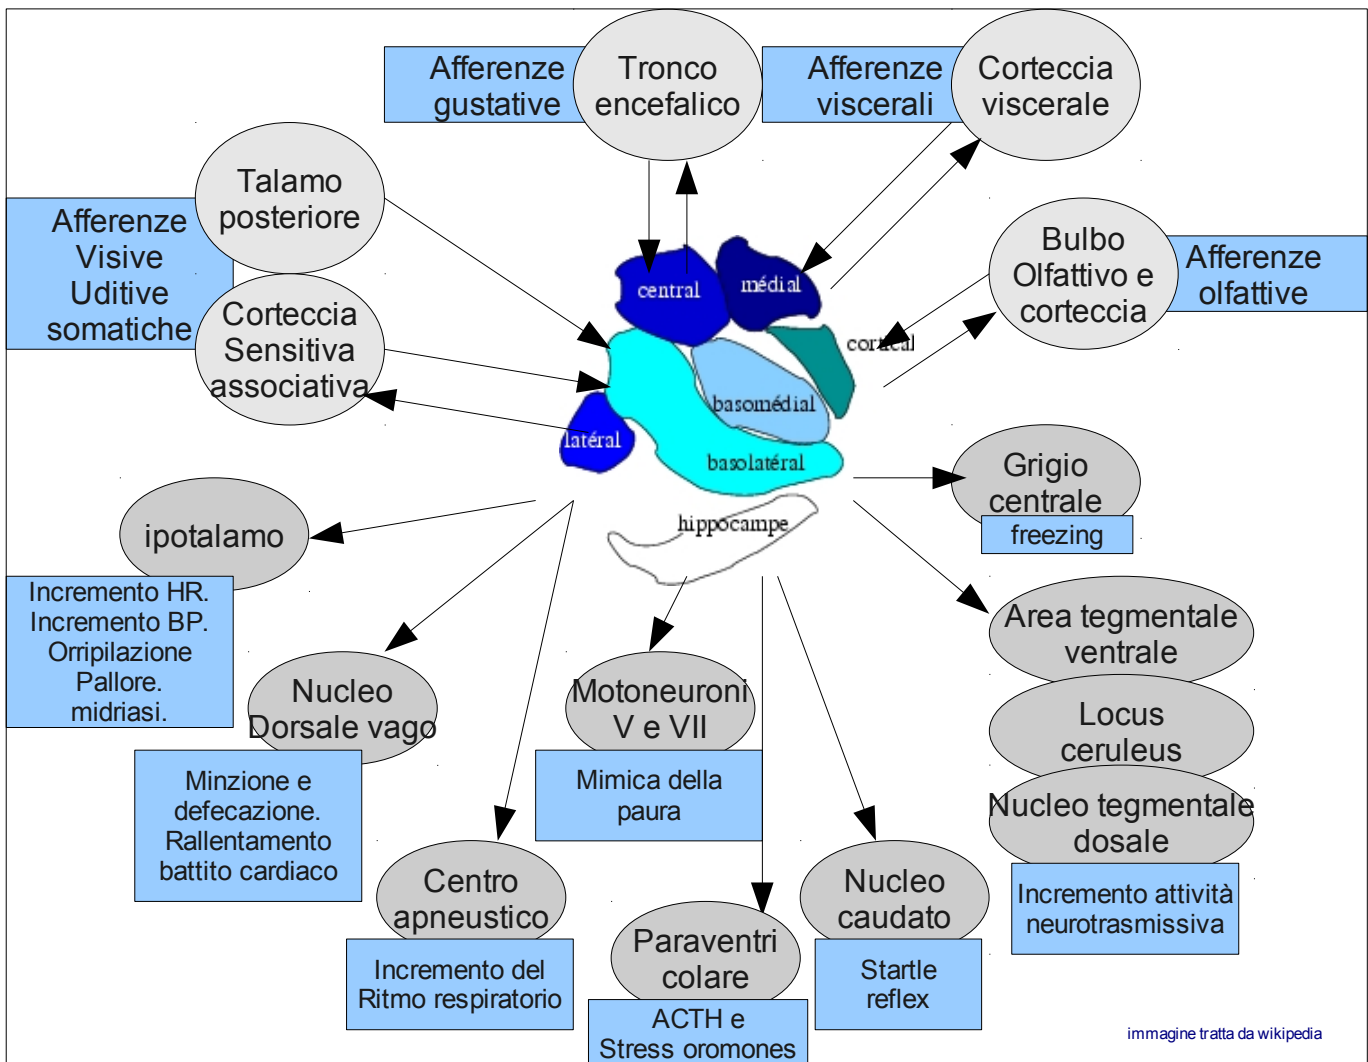 Afferenze
gustative
Tronco
encefalico
Afferenze
viscerali
Corteccia
viscerale
Talamo
posteriore
Afferenze
Visive
Uditive
somatiche
Corteccia
Sensitiva
associativa
Bulbo
Olfattivo e
corteccia
Afferenze
olfattive
central
médial
cortical
basomédial
latéral
basolatéral
hippocampe
Grigio
centrale
freezing
ipotalamo
Incremento HR.
Incremento BP.
Orripilazione
Pallore.
midriasi.
Nucleo
Dorsale vago
Minzione e
defecazione.
Rallentamento
battito cardiaco
Motoneuroni
V e VII
Mimica della
paura
Area tegmentale
ventrale
Locus
ceruleus
Nucleo tegmentale
dosale
Incremento attività
neurotrasmissiva
Centro
apneustico
Incremento del
Ritmo respiratorio
Paraventri
colare
ACTH e
Stress oromones
Nucleo
caudato
Startle
reflex
immagine tratta da wikipedia